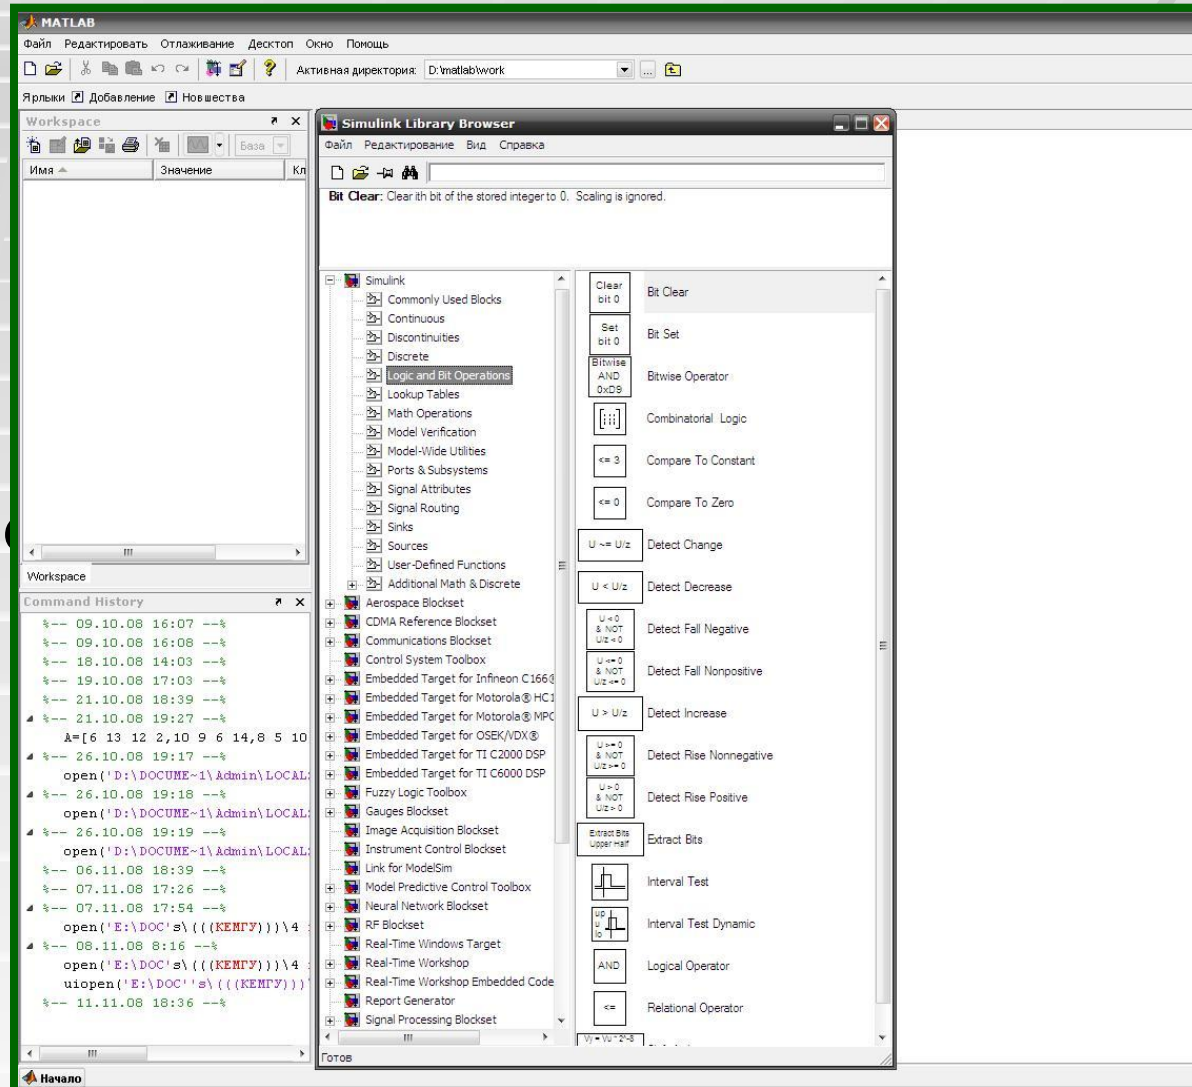 MATLAB
Файл Редактировать Отлаживание Десктоп Окно Помощь
Активная директория: D:\matlab\work
Ярлыки Добавление Новшества
Workspace
База
Имя Значение Кл
Workspace
Command History
%-- 09.10.08 16:07 --%
%-- 09.10.08 16:08 --%
%-- 18.10.08 14:03 --%
%-- 19.10.08 17:03 --%
%-- 21.10.08 18:39 --%
%-- 21.10.08 19:27 --%
A=[6 13 12 2,10 9 6 14,8 5 10
%-- 26.10.08 19:17 --%
open('D:\DOCUME~1\Admin\LOCAL
%-- 26.10.08 19:18 --%
open('D:\DOCUME~1\Admin\LOCAL
%-- 26.10.08 19:19 --%
open('D:\DOCUME~1\Admin\LOCAL
%-- 06.11.08 18:39 --%
%-- 07.11.08 17:26 --%
%-- 07.11.08 17:54 --%
open('E:\DOC's\(((КЕМГУ)))\4
%-- 08.11.08 8:16 --%
open('E:\DOC's\(((КЕМГУ)))\4
uiopen('E:\DOC''s\(((КЕМГУ)))
%-- 11.11.08 18:36 --%
Начало
Simulink Library Browser
Файл Редактирование Вид Справка
Bit Clear: Clear ith bit of the stored integer to 0. Scaling is ignored.
Simulink
Commonly Used Blocks
Continuous
Discontinuities
Discrete
Logic and Bit Operations
Lookup Tables
Math Operations
Model Verification
Model-Wide Utilities
Ports & Subsystems
Signal Attributes
Signal Routing
Sinks
Sources
User-Defined Functions
Additional Math & Discrete
Aerospace Blockset
CDMA Reference Blockset
Communications Blockset
Control System Toolbox
Embedded Target for Infineon C166®
Embedded Target for Motorola® HC1
Embedded Target for Motorola® MPC
Embedded Target for OSEK/VDX®
Embedded Target for TI C2000 DSP
Embedded Target for TI C6000 DSP
Fuzzy Logic Toolbox
Gauges Blockset
Image Acquisition Blockset
Instrument Control Blockset
Link for ModelSim
Model Predictive Control Toolbox
Neural Network Blockset
RF Blockset
Real-Time Windows Target
Real-Time Workshop
Real-Time Workshop Embedded Code
Report Generator
Signal Processing Blockset
Clear
bit 0
Bit Clear
Set
bit 0
Bit Set
Bitwise
AND
0xD9
Bitwise Operator
Combinatorial Logic
<= 3
Compare To Constant
<= 0
Compare To Zero
U ~= U/z
Detect Change
U < U/z
Detect Decrease
U < 0
& NOT
U/z < 0
Detect Fall Negative
U <= 0
& NOT
U/z <= 0
Detect Fall Nonpositive
U > U/z
Detect Increase
U >= 0
& NOT
U/z >= 0
Detect Rise Nonnegative
U > 0
& NOT
U/z > 0
Detect Rise Positive
Extract Bits
Upper Half
Extract Bits
Interval Test
up
u
lo
Interval Test Dynamic
AND
Logical Operator
<=
Relational Operator
Готов